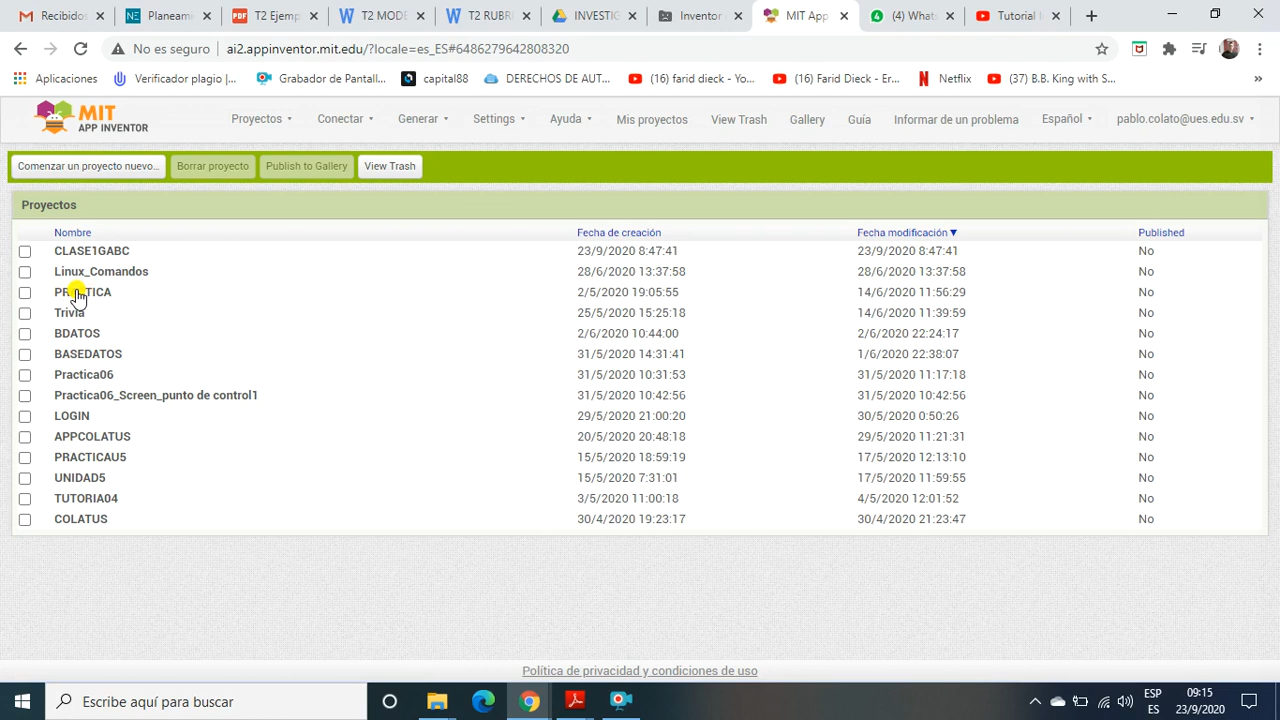 Recibidos
Planeami
T2 Ejemp
T2 MODE
T2 RUBRI
INVESTIG
Inventor
MIT App
(4) Whats
Tutorial In
No es seguro
ai2.appinventor.mit.edu/?locale=es_ES#6486279642808320
Aplicaciones
Verificador plagio |...
Grabador de Pantall...
capital88
DERECHOS DE AUT...
(16) farid dieck - Yo...
(16) Farid Dieck - Er...
Netflix
(37) B.B. King with S...
»
MIT
APP INVENTOR
Proyectos
Conectar
Generar
Settings
Ayuda
Mis proyectos
View Trash
Gallery
Guía
Informar de un problema
Español
pablo.colato@ues.edu.sv
Comenzar un proyecto nuevo...
Borrar proyecto
Publish to Gallery
View Trash
Proyectos
Nombre Fecha de creación Fecha modificación▼ Published
CLASE1GABC 23/9/2020 8:47:41 23/9/2020 8:47:41 No
Linux_Comandos 28/6/2020 13:37:58 28/6/2020 13:37:58 No
PRACTICA 2/5/2020 19:05:55 14/6/2020 11:56:29 No
Trivia 25/5/2020 15:25:18 14/6/2020 11:39:59 No
BDATOS 2/6/2020 10:44:00 2/6/2020 22:24:17 No
BASEDATOS 31/5/2020 14:31:41 1/6/2020 22:38:07 No
Practica06 31/5/2020 10:31:53 31/5/2020 11:17:18 No
Practica06_Screen_punto de control1 31/5/2020 10:42:56 31/5/2020 10:42:56 No
LOGIN 29/5/2020 21:00:20 30/5/2020 0:50:26 No
APPCOLATUS 20/5/2020 20:48:18 29/5/2020 11:21:31 No
PRACTICAU5 15/5/2020 18:59:19 17/5/2020 12:13:10 No
UNIDAD5 15/5/2020 7:31:01 17/5/2020 11:59:55 No
TUTORIA04 3/5/2020 11:00:18 4/5/2020 12:01:52 No
COLATUS 30/4/2020 19:23:17 30/4/2020 21:23:47 No
Política de privacidad y condiciones de uso
Escribe aquí para buscar
ESP
ES
09:15
23/9/2020